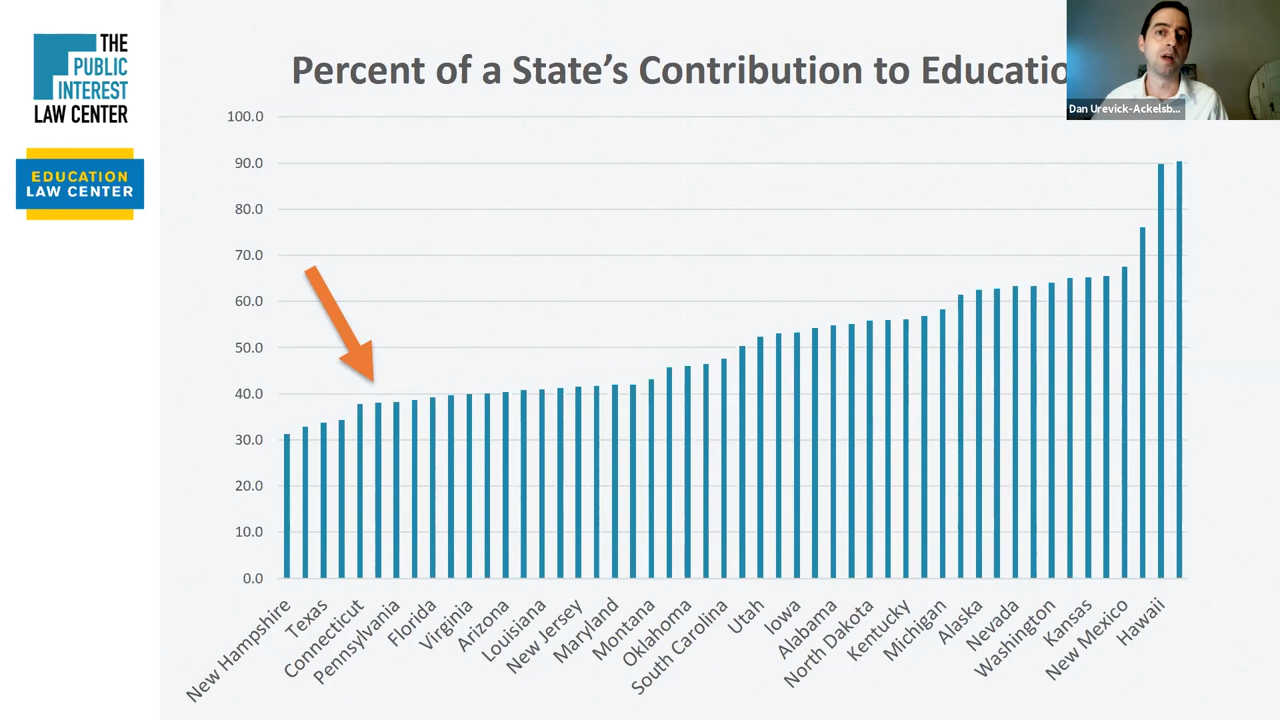 THE
PUBLIC
INTEREST
LAW CENTER
EDUCATION
LAW CENTER
Percent of a State's Contribution to Educatio
Dan Urevick-Ackelsb...
100.0
90.0
80.0
70.0
60.0
50.0
40.0
30.0
20.0
10.0
0.0
New Hampshire
Texas
Connecticut
Pennsylvania
Florida
Virginia
Arizona
Louisiana
New Jersey
Maryland
Montana
Oklahoma
South Carolina
Utah
Iowa
Alabama
North Dakota
Kentucky
Michigan
Alaska
Nevada
Washington
Kansas
New Mexico
Hawaii